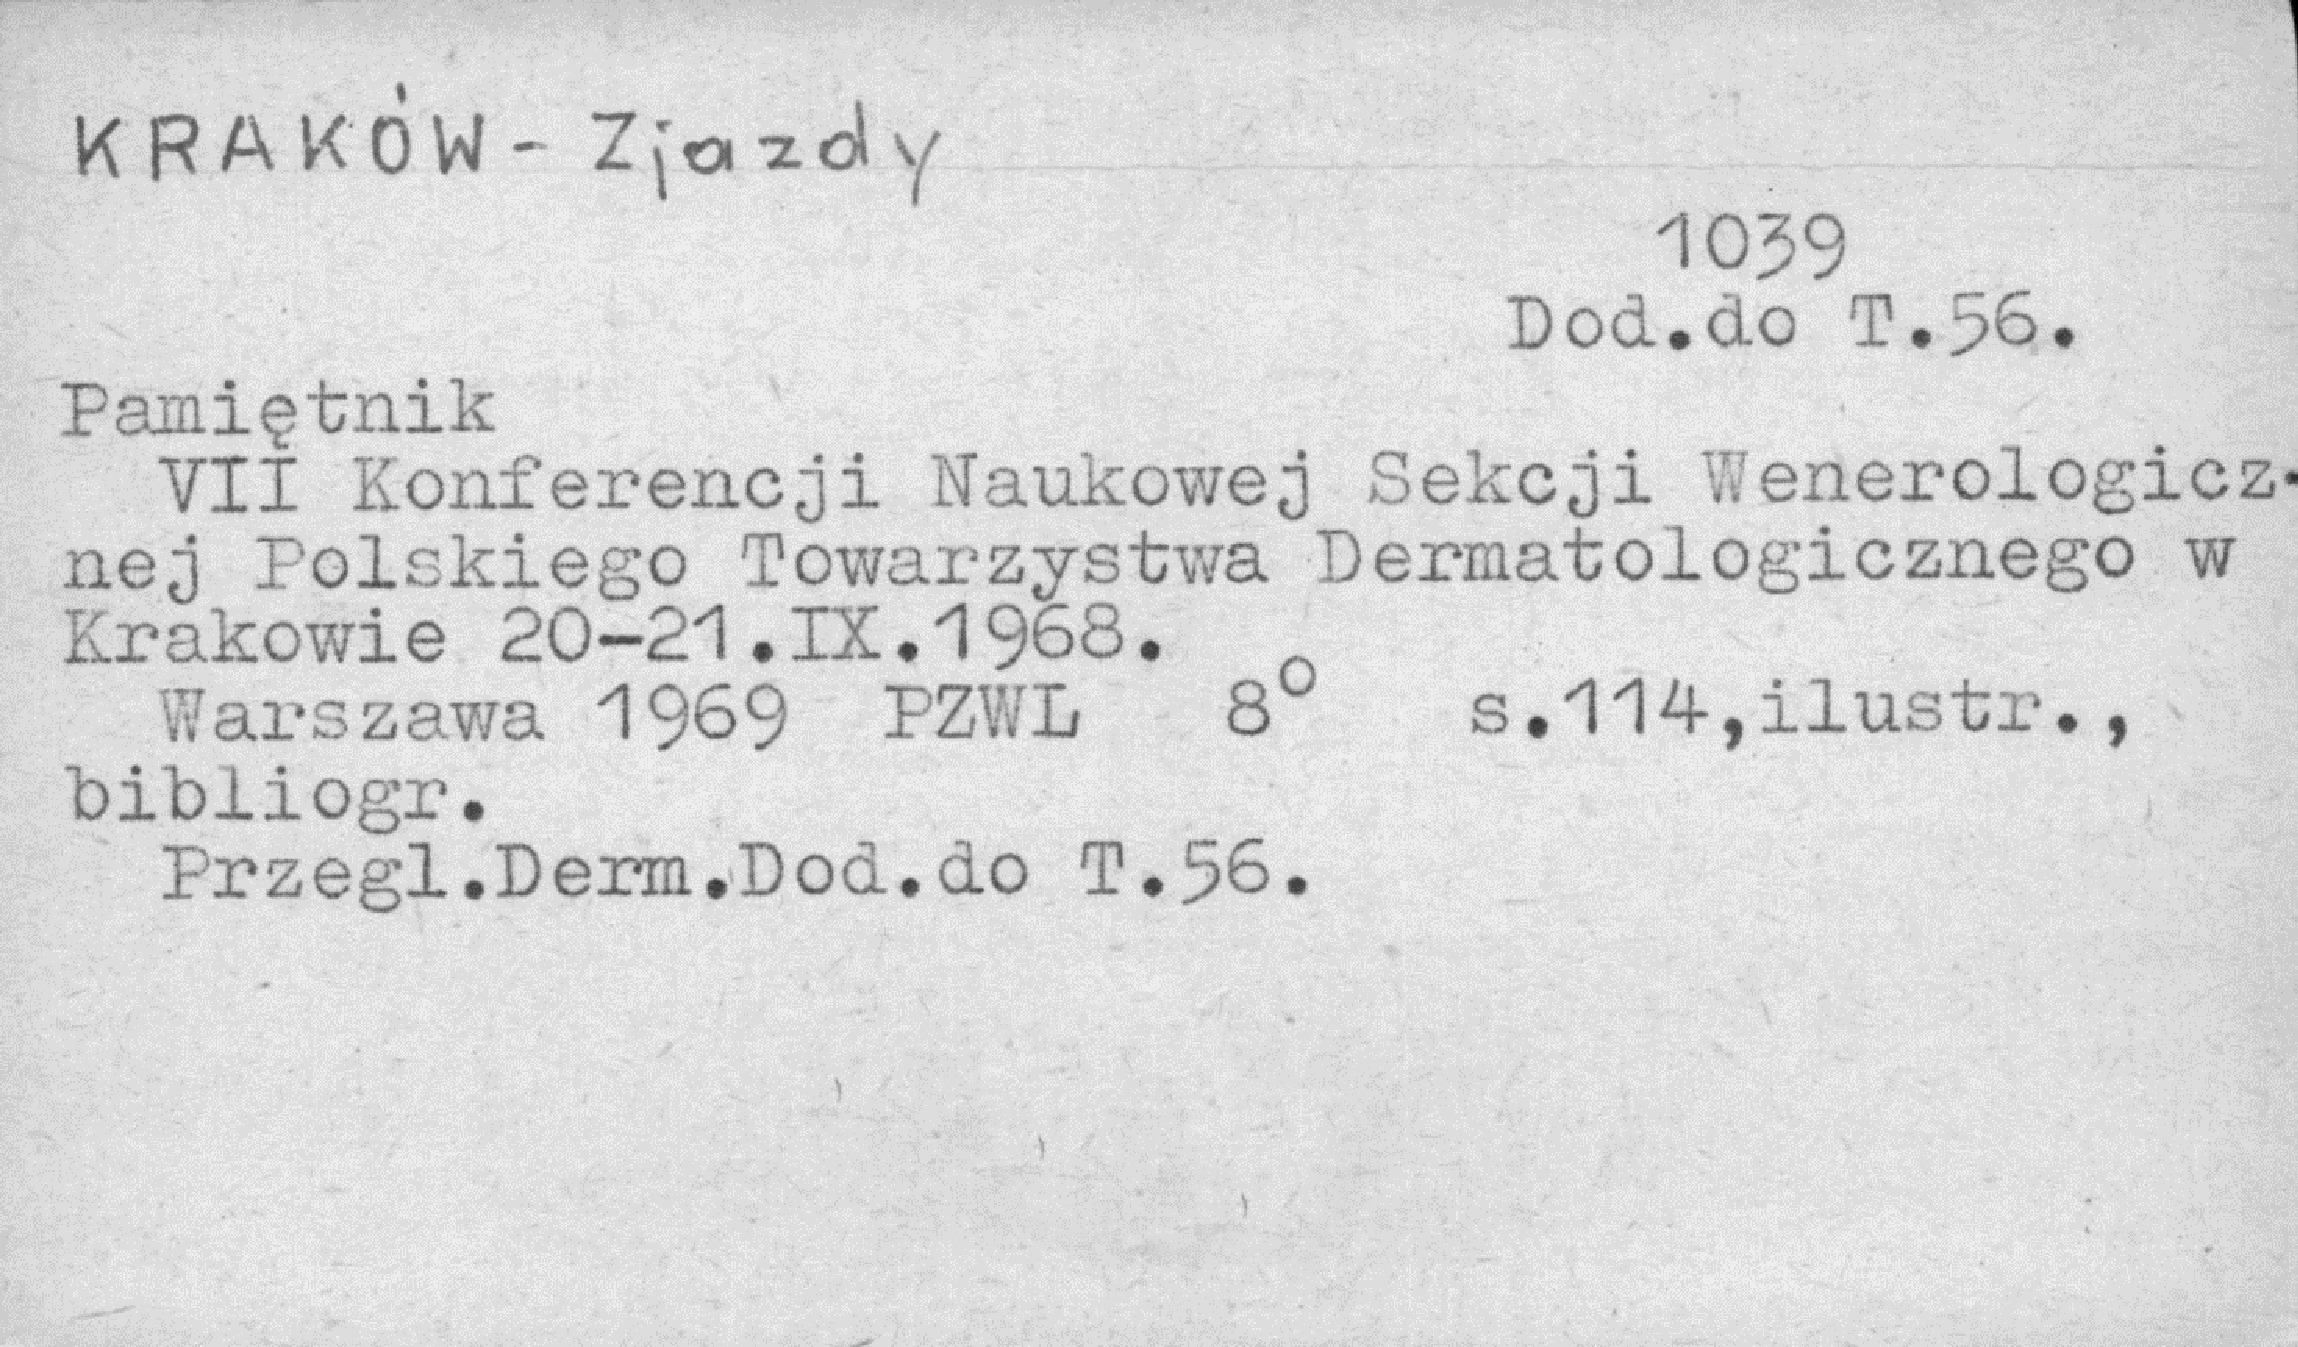 KRAKÓW - Zjazdy
1039
Dod.do T.56.
Pamiętnik
VII Konferencji Naukowej Sekcji Wenerologicz-
nej Polskiego Towarzystwa Dermatologicznego w
Krakowie 20-21.IX.1968.
Warszawa 1969 PZWL 8° s.114,ilustr.,
bibliogr.
Przegl.Derm.Dod.do T.56.